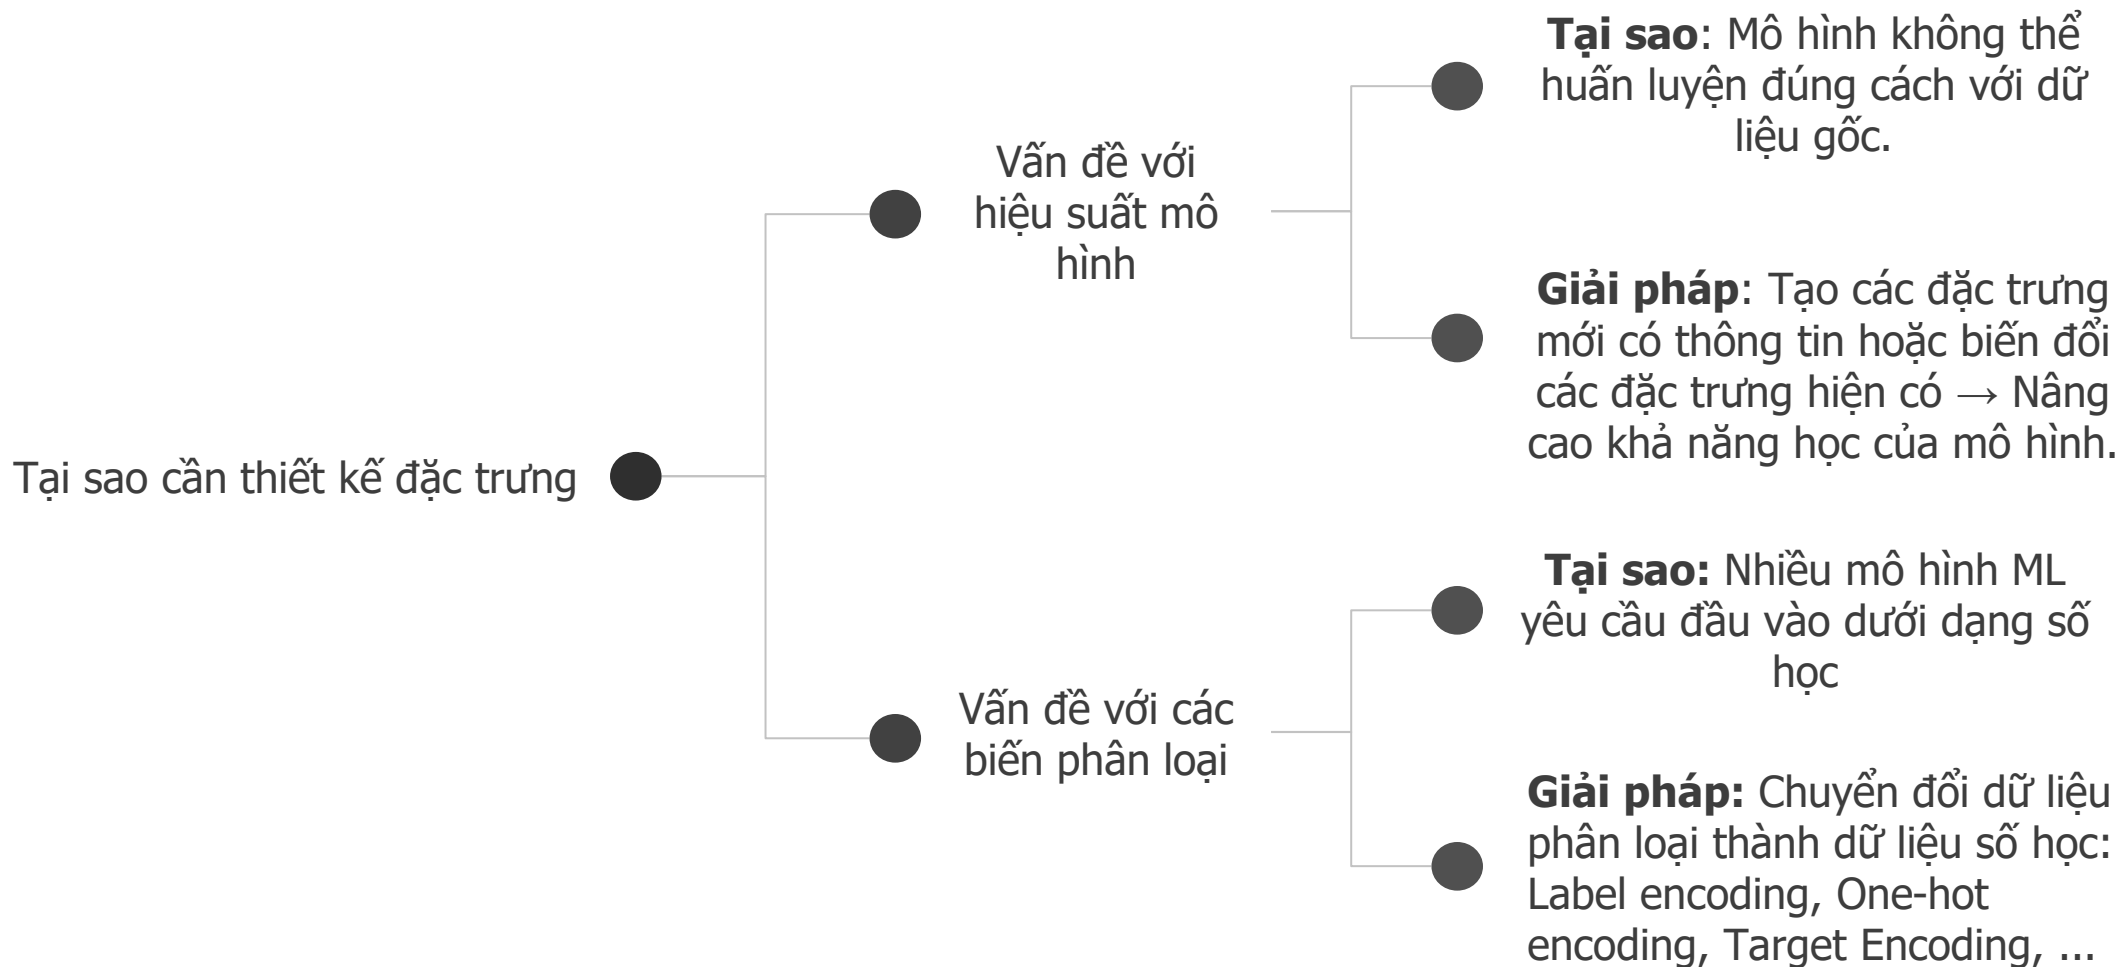 Tại sao cần thiết kế đặc trưng
Vấn đề với
hiệu suất mô
hình
Tại sao: Mô hình không thể
huấn luyện đúng cách với dữ
liệu gốc.
Giải pháp: Tạo các đặc trưng
mới có thông tin hoặc biến đổi
các đặc trưng hiện có → Nâng
cao khả năng học của mô hình.
Vấn đề với các
biến phân loại
Tại sao: Nhiều mô hình ML
yêu cầu đầu vào dưới dạng số
học
Giải pháp: Chuyển đổi dữ liệu
phân loại thành dữ liệu số học:
Label encoding, One-hot
encoding, Target Encoding, ...